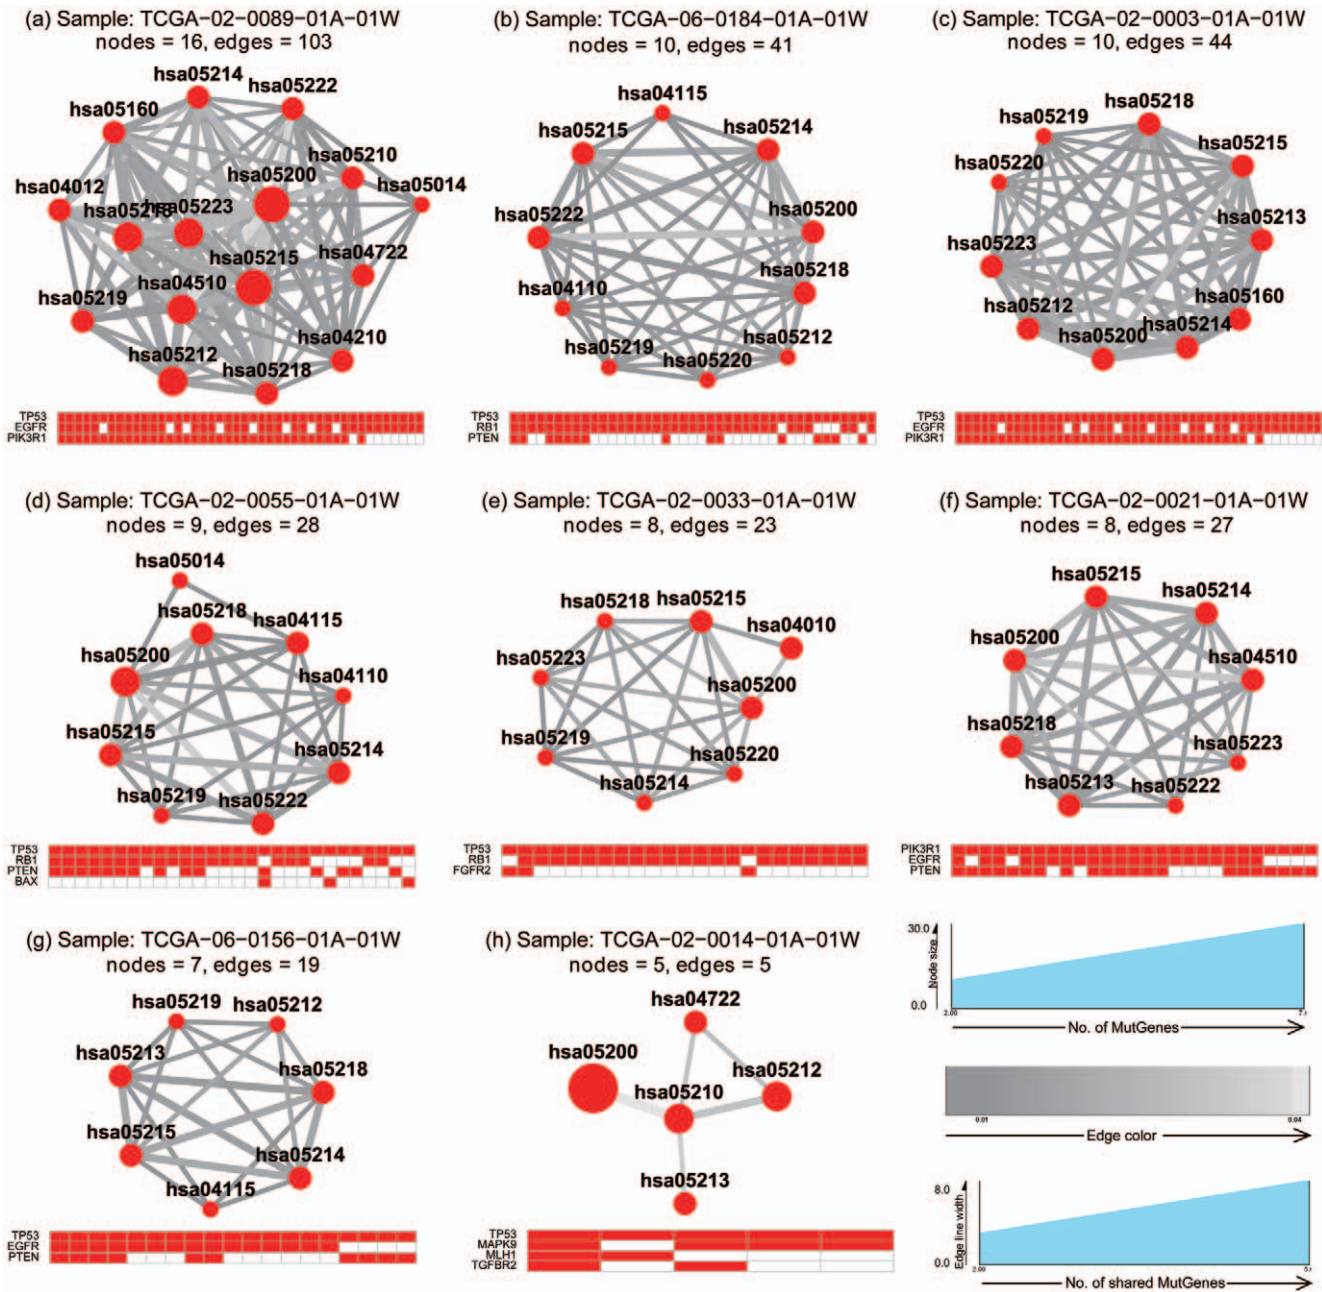 (a) Sample: TCGA−02−0089−01A−01W
nodes = 16, edges = 103
hsa05214
hsa05222
hsa05160
hsa05210
hsa05200
hsa05014
hsa04012
hsa05223
hsa05215
hsa04722
hsa04510
hsa05219
hsa04210
hsa05212
hsa05218
TP53
EGFR
PIK3R1
(b) Sample: TCGA−06−0184−01A−01W
nodes = 10, edges = 41
hsa04115
hsa05215
hsa05214
hsa05222
hsa05200
hsa05218
hsa04110
hsa05212
hsa05219
hsa05220
TP53
RB1
PTEN
(c) Sample: TCGA−02−0003−01A−01W
nodes = 10, edges = 44
hsa05219
hsa05218
hsa05215
hsa05220
hsa05213
hsa05223
hsa05160
hsa05212
hsa05214
hsa05200
TP53
EGFR
PIK3R1
(d) Sample: TCGA−02−0055−01A−01W
nodes = 9, edges = 28
hsa05014
hsa05218
hsa04115
hsa05200
hsa04110
hsa05215
hsa05214
hsa05219
hsa05222
TP53
RB1
PTEN
BAX
(e) Sample: TCGA−02−0033−01A−01W
nodes = 8, edges = 23
hsa05218
hsa05215
hsa04010
hsa05223
hsa05200
hsa05219
hsa05220
hsa05214
TP53
RB1
FGFR2
(f) Sample: TCGA−02−0021−01A−01W
nodes = 8, edges = 27
hsa05215
hsa05214
hsa05200
hsa04510
hsa05218
hsa05223
hsa05213
hsa05222
PIK3R1
EGFR
PTEN
(g) Sample: TCGA−06−0156−01A−01W
nodes = 7, edges = 19
hsa05219
hsa05212
hsa05213
hsa05218
hsa05215
hsa05214
hsa04115
TP53
EGFR
PTEN
(h) Sample: TCGA−02−0014−01A−01W
nodes = 5, edges = 5
hsa04722
hsa05200
hsa05212
hsa05210
hsa05213
TP53
MAPK9
MLH1
TGFBR2
30.0
Node size
0.0
2.00
No. of MutGenes
0.01
0.04
Edge color
8.0
Edge line width
0.0
2.00
No. of shared MutGenes